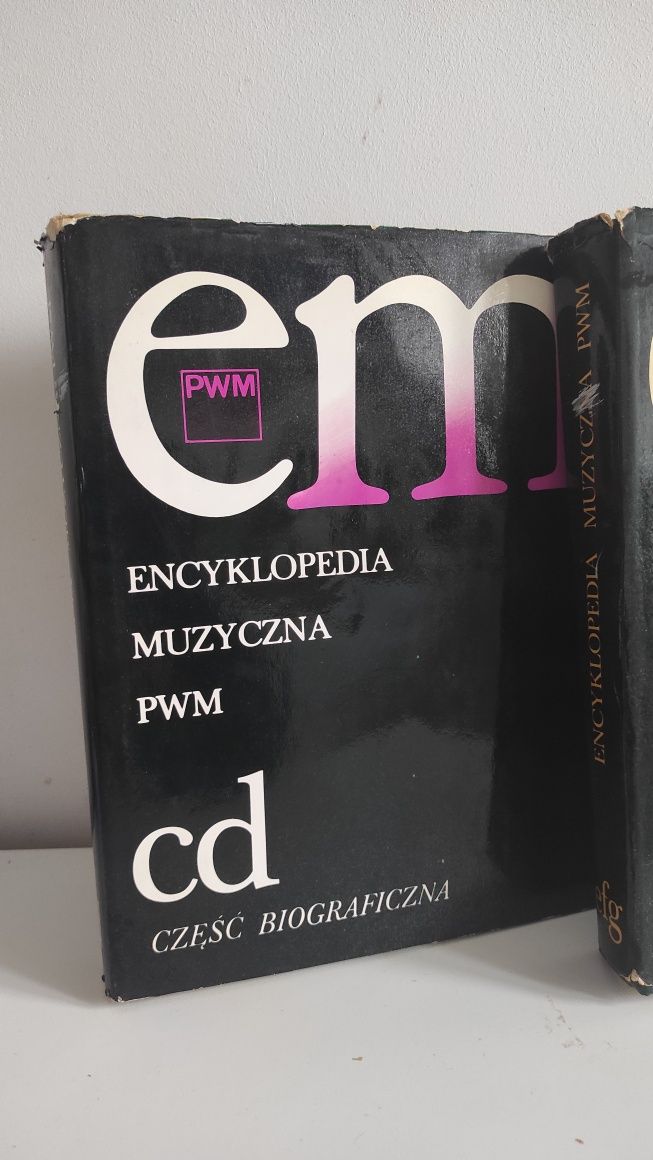 em
PWM
ENCYKLOPEDIA
MUZYCZNA
PWM
cd
CZĘŚĆ BIOGRAFICZNA
ENCYKLOPEDIA MUZYCZNA PWM
efg